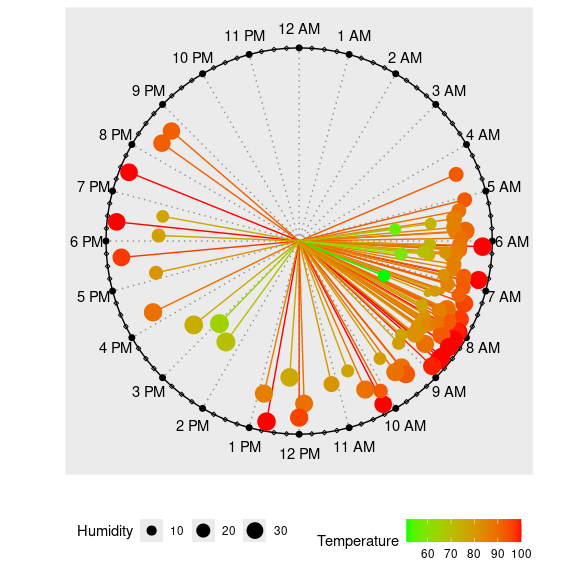 12 AM
11 PM 1 AM
10 PM 2 AM
9 PM 3 AM
8 PM 4 AM
7 PM 5 AM
6 PM 6 AM
5 PM 7 AM
4 PM 8 AM
3 PM 9 AM
2 PM 10 AM
1 PM 11 AM
12 PM
Humidity 10 20 30
Temperature
60 70 80 90 100